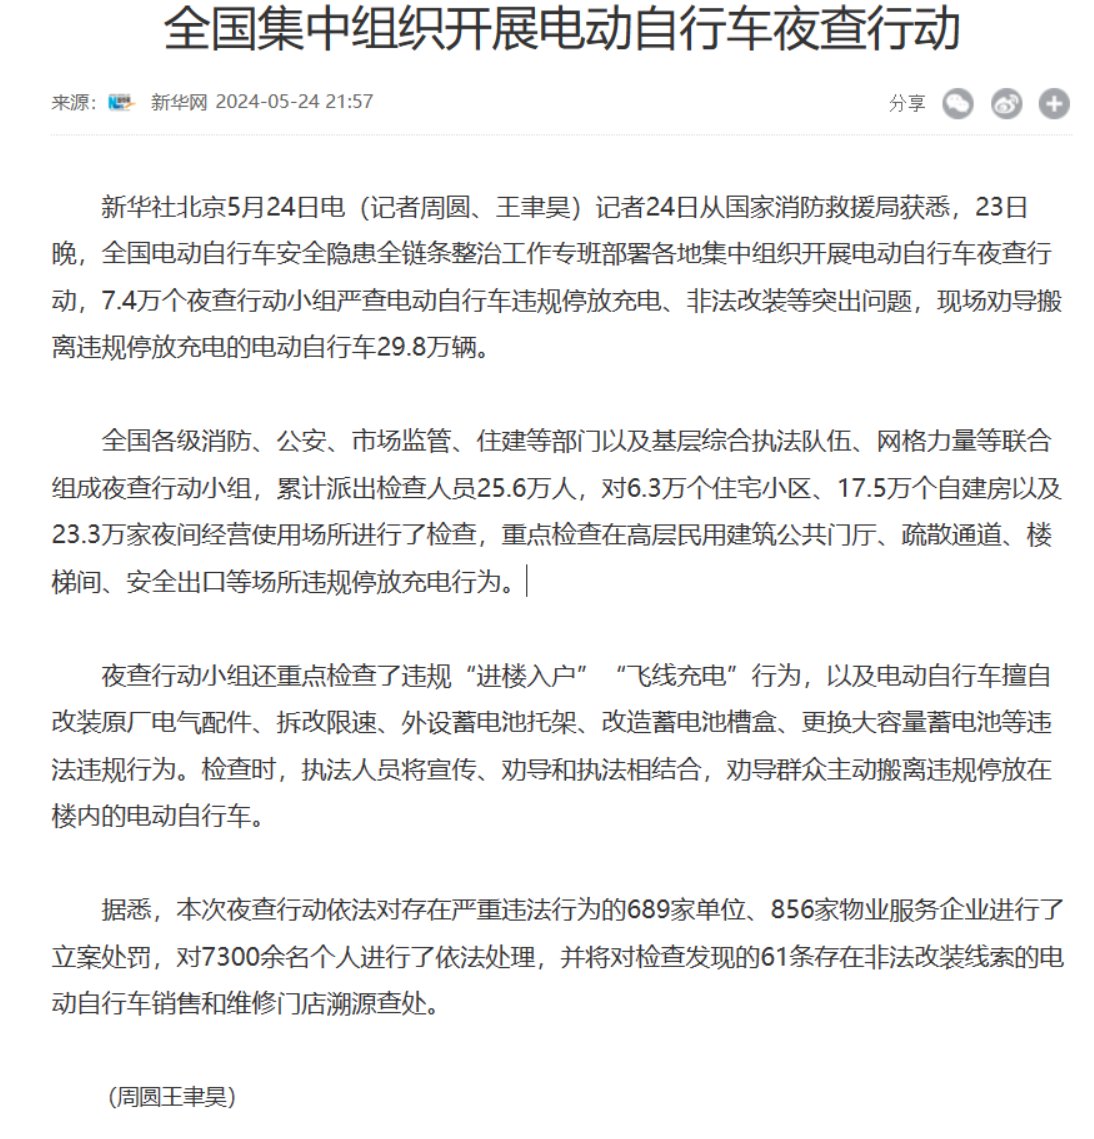 全国集中组织开展电动自行车夜查行动
来源： 新华网 2024-05-24 21:57 分享
新华社北京5月24日电（记者周圆、王聿昊）记者24日从国家消防救援局获悉，23日
晚，全国电动自行车安全隐患全链条整治工作专班部署各地集中组织开展电动自行车夜查行
动，7.4万个夜查行动小组严查电动自行车违规停放充电、非法改装等突出问题，现场劝导搬
离违规停放充电的电动自行车29.8万辆。
全国各级消防、公安、市场监管、住建等部门以及基层综合执法队伍、网格力量等联合
组成夜查行动小组，累计派出检查人员25.6万人，对6.3万个住宅小区、17.5万个自建房以及
23.3万家夜间经营使用场所进行了检查，重点检查在高层民用建筑公共门厅、疏散通道、楼
梯间、安全出口等场所违规停放充电行为。
夜查行动小组还重点检查了违规“进楼入户”“飞线充电”行为，以及电动自行车擅自
改装原厂电气配件、拆改限速、外设蓄电池托架、改造蓄电池槽盒、更换大容量蓄电池等违
法违规行为。检查时，执法人员将宣传、劝导和执法相结合，劝导群众主动搬离违规停放在
楼内的电动自行车。
据悉，本次夜查行动依法对存在严重违法行为的689家单位、856家物业服务企业进行了
立案处罚，对7300余名个人进行了依法处理，并将对检查发现的61条存在非法改装线索的电
动自行车销售和维修门店溯源查处。
（周圆王聿昊）